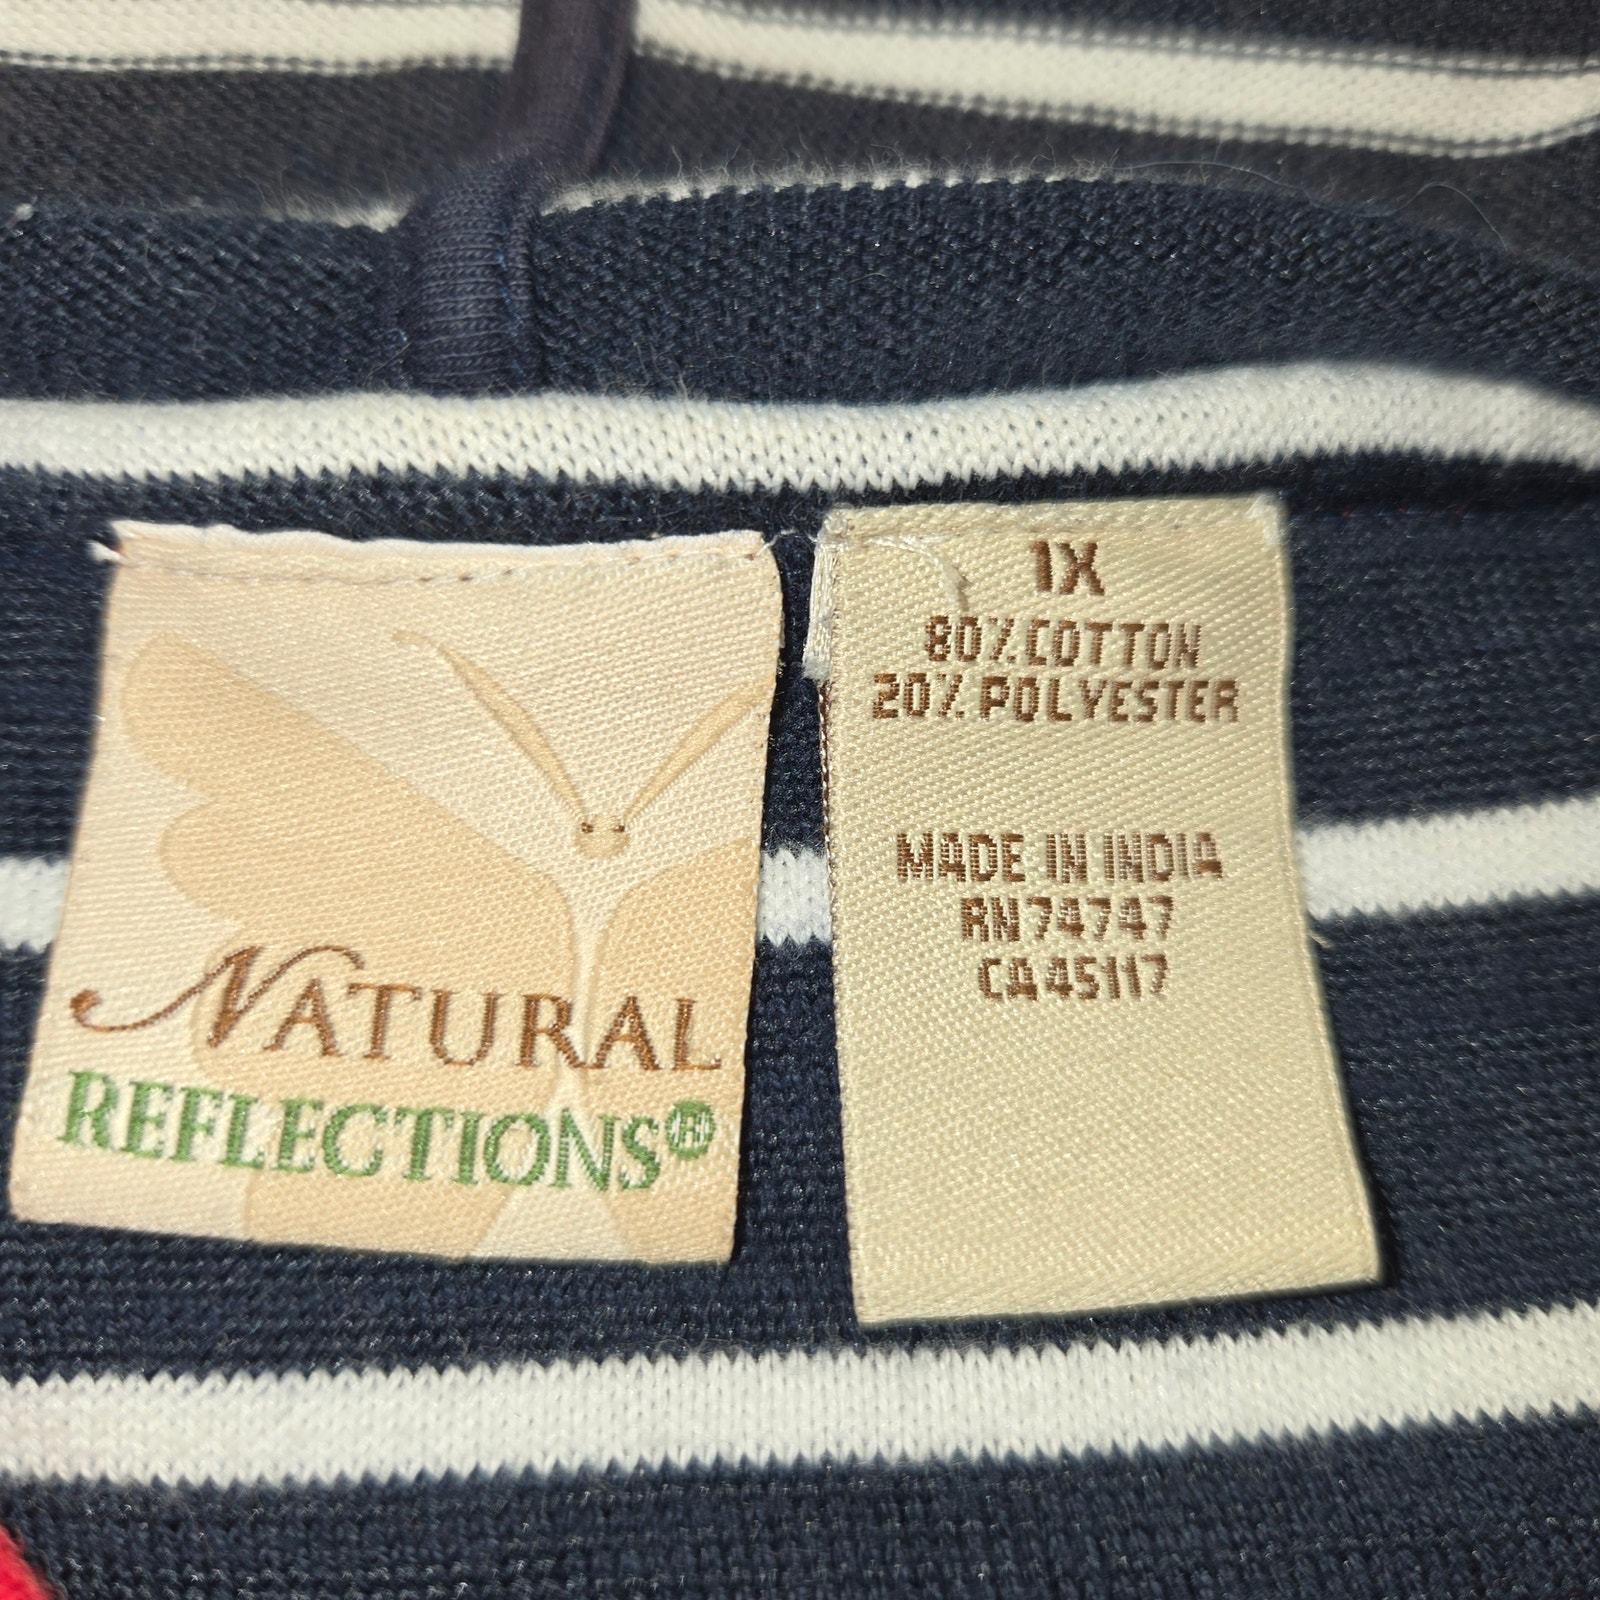 NATURAL
REFLECTIONS®
1X
80% COTTON
20% POLYESTER
MADE IN INDIA
RN74747
CA45117